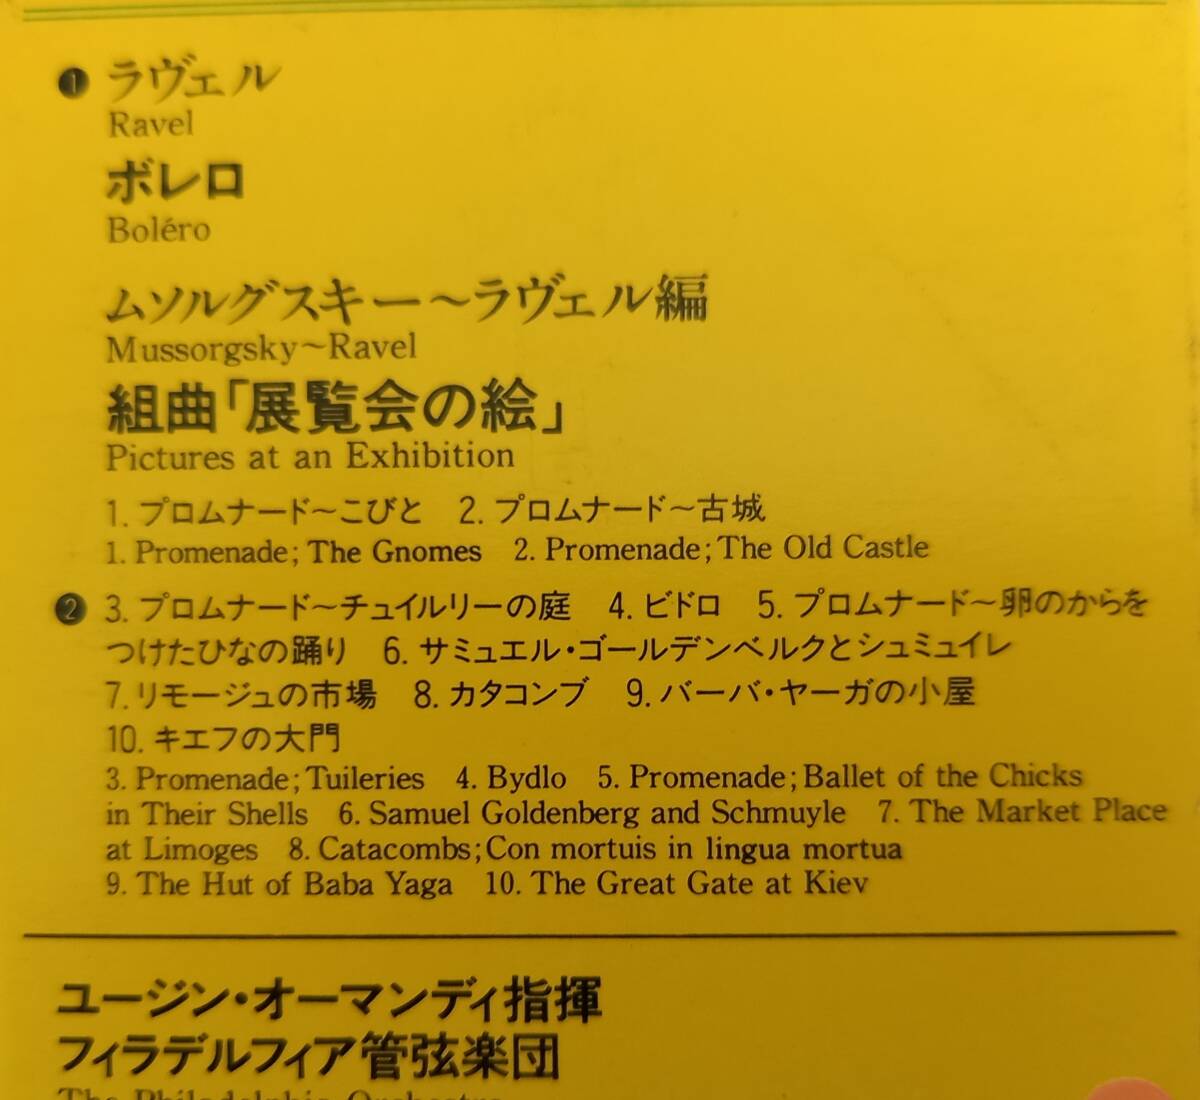 ❶ ラヴェル
Ravel
ボレロ
Boléro
ムソルグスキー〜ラヴェル編
Mussorgsky〜Ravel
組曲「展覧会の絵」
Pictures at an Exhibition
1. プロムナード〜こびと 2. プロムナード〜古城
1. Promenade; The Gnomes 2. Promenade; The Old Castle
❷ 3. プロムナード〜チュイルリーの庭 4. ビドロ 5. プロムナード〜卵のからを
つけたひなの踊り 6. サミュエル・ゴールデンベルクとシュミュイレ
7. リモージュの市場 8. カタコンブ 9. バーバ・ヤーガの小屋
10. キエフの大門
3. Promenade; Tuileries 4. Bydlo 5. Promenade; Ballet of the Chicks
in Their Shells 6. Samuel Goldenberg and Schmuyle 7. The Market Place
at Limoges 8. Catacombs; Con mortuis in lingua mortua
9. The Hut of Baba Yaga 10. The Great Gate at Kiev
ユージン・オーマンディ指揮
フィラデルフィア管弦楽団
The Philadelphia Orchestra